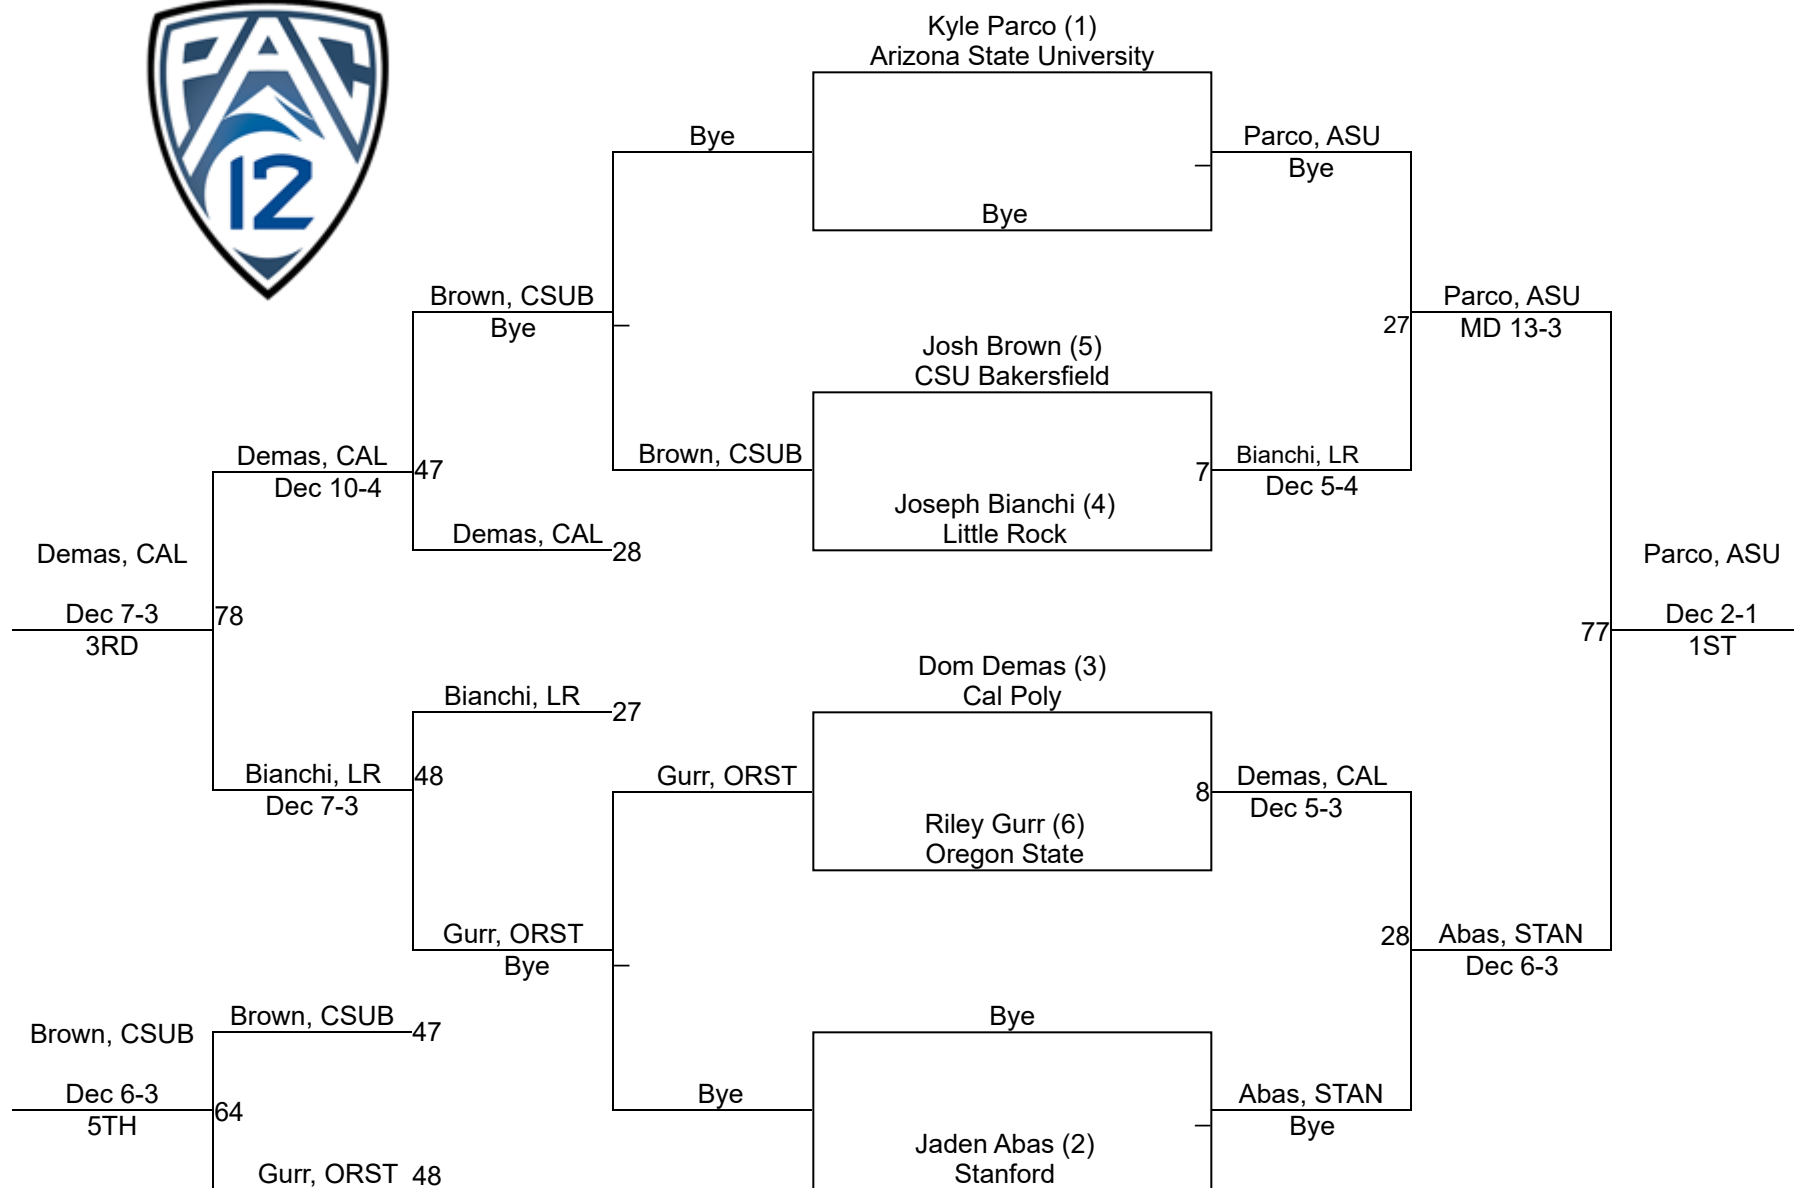 PAC
12
Kyle Parco (1)
Arizona State University
Bye
Parco, ASU
Bye
Bye
Brown, CSUB
Bye
Parco, ASU
27
MD 13-3
Josh Brown (5)
CSU Bakersfield
Demas, CAL
47
Dec 10-4
Brown, CSUB
7
Bianchi, LR
Dec 5-4
Joseph Bianchi (4)
Little Rock
Demas, CAL
28
Demas, CAL
Parco, ASU
Dec 7-3
78
3RD
77
Dec 2-1
1ST
Dom Demas (3)
Cal Poly
Bianchi, LR
27
Bianchi, LR
48
Dec 7-3
Gurr, ORST
8
Demas, CAL
Dec 5-3
Riley Gurr (6)
Oregon State
Gurr, ORST
Bye
28
Abas, STAN
Dec 6-3
Brown, CSUB
Brown, CSUB
47
Bye
Dec 6-3
64
5TH
Bye
Abas, STAN
Bye
Jaden Abas (2)
Stanford
Gurr, ORST
48